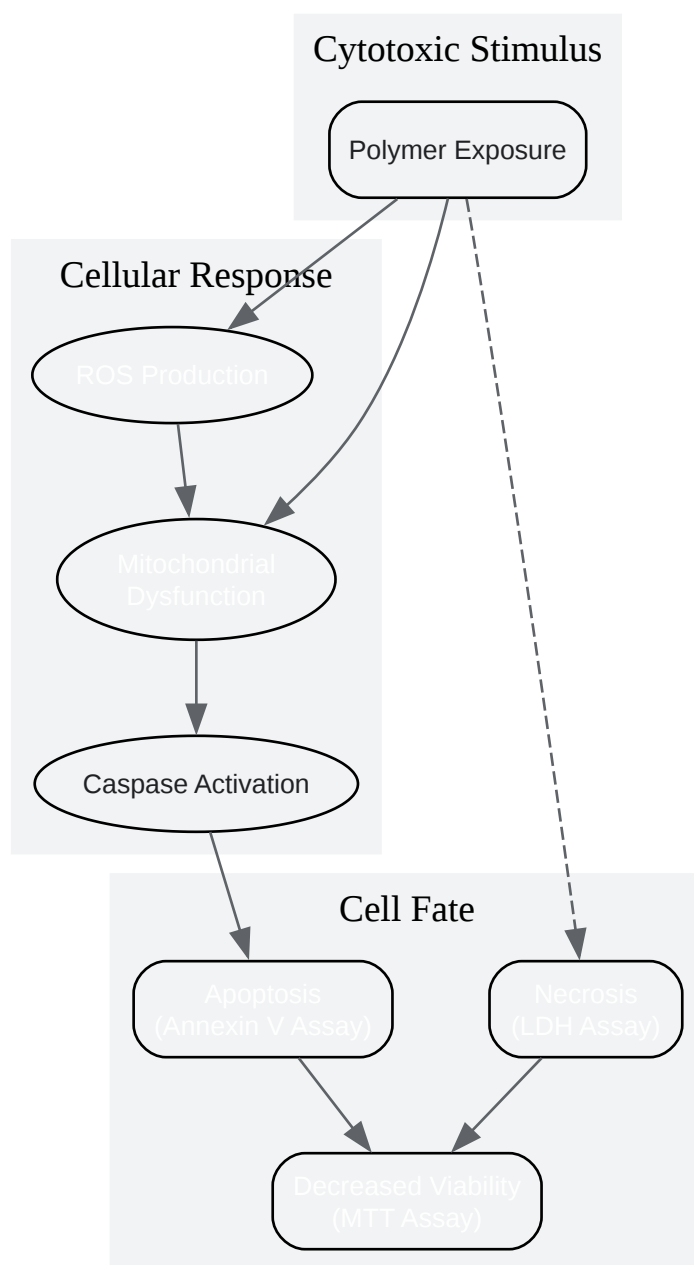 Cytotoxic Stimulus
Polymer Exposure
Cellular Response
ROS Production
Mitochondrial
Dysfunction
Caspase Activation
Cell Fate
Apoptosis
(Annexin V Assay)
Necrosis
(LDH Assay)
Decreased Viability
(MTT Assay)